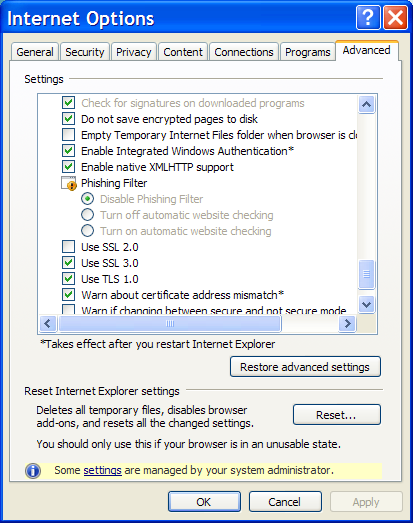 Internet Options
General Security Privacy Content Connections Programs Advanced
Settings
Check for signatures on downloaded programs
Do not save encrypted pages to disk
Empty Temporary Internet Files folder when browser is
Enable Integrated Windows Authentication*
Enable native XMLHTTP support
Phishing Filter
Disable Phishing Filter
Turn off automatic website checking
Turn on automatic website checking
Use SSL 2.0
Use SSL 3.0
Use TLS 1.0
Warn about certificate address mismatch*
Warn if changing between secure and not secure mode
*Takes effect after you restart Internet Explorer
Restore advanced settings
Reset Internet Explorer settings
Deletes all temporary files, disables browser
add-ons, and resets all the changed settings.
Reset...
You should only use this if your browser is in an unusable state.
Some settings are managed by your system administrator.
OK Cancel Apply